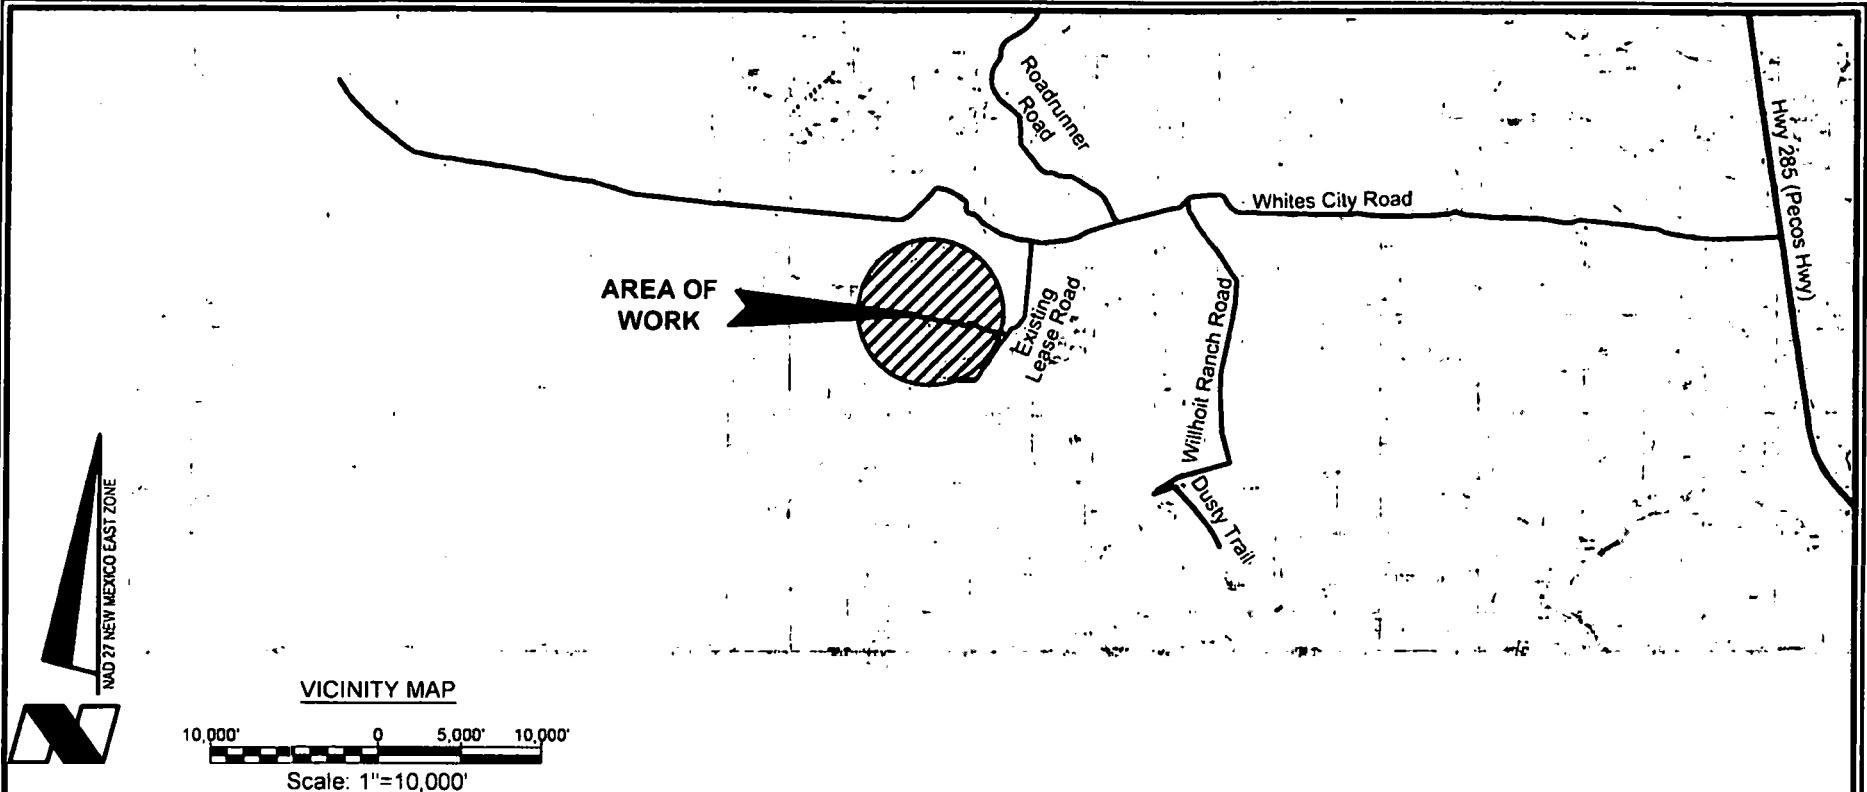 Roadrunner
Road
Hwy 285 (Pecos Hwy)
Whites City Road
AREA OF
WORK
Existing
Lease Road
Willhoit Ranch Road
Dusty Trail
NAD 27 NEW MEXICO EAST ZONE
N
VICINITY MAP
10,000' 0 5,000' 10,000'
Scale: 1"=10,000'